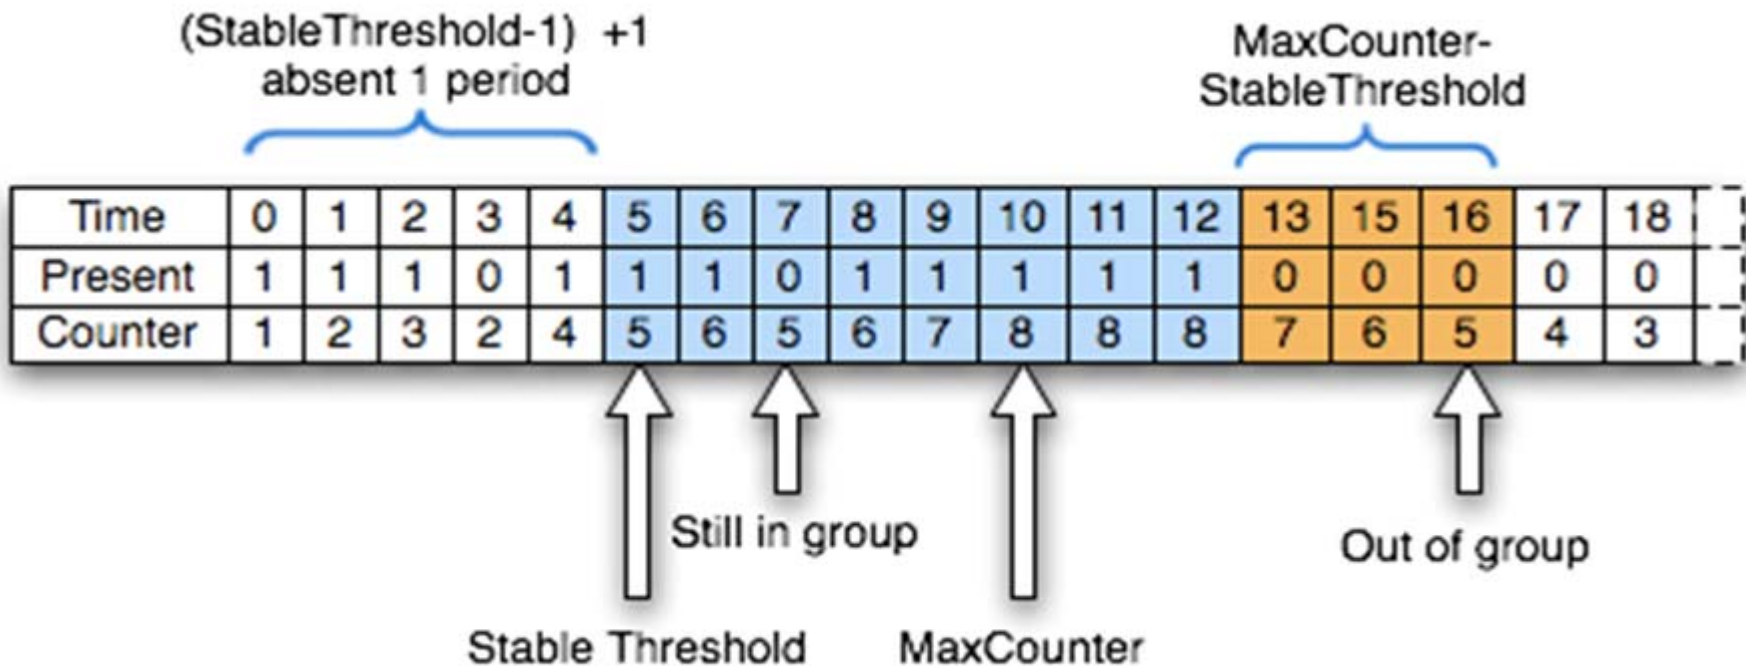 (StableThreshold-1) +1
absent 1 period
MaxCounter-
StableThreshold
Time 0 1 2 3 4 5 6 7 8 9 10 11 12 13 15 16 17 18
Present 1 1 1 0 1 1 1 0 1 1 1 1 1 0 0 0 0 0
Counter 1 2 3 2 4 5 6 5 6 7 8 8 8 7 6 5 4 3
Still in group
Out of group
Stable Threshold MaxCounter